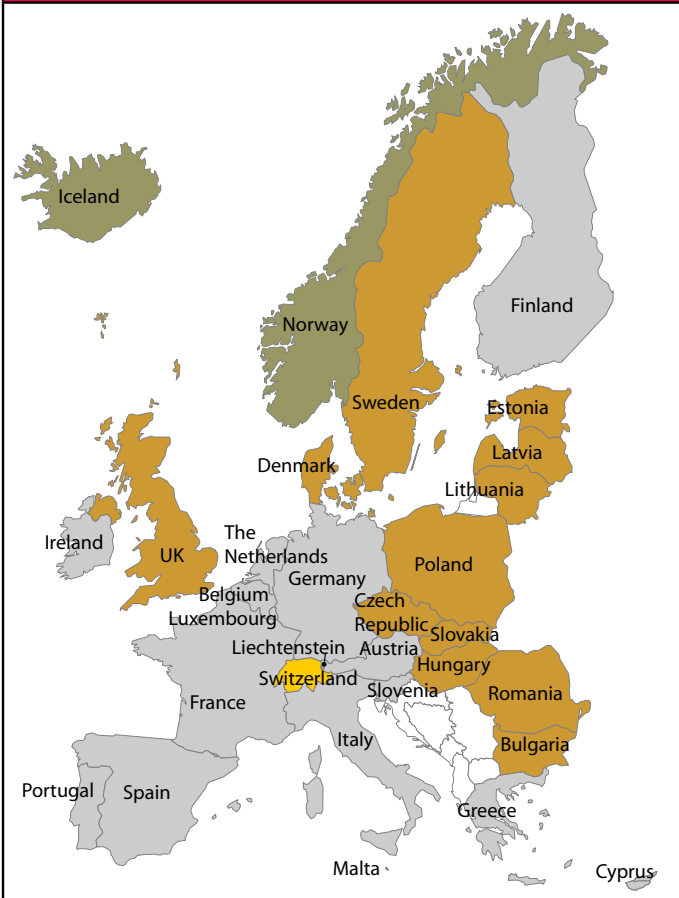 Iceland
Finland
Norway
Sweden
Estonia
Latvia
Denmark
Lithuania
Ireland
The
Netherlands
UK
Poland
Germany
Belgium
Czech
Republic
Luxembourg
Slovakia
Liechtenstein
Austria
Hungary
Switzerland
Slovenia
Romania
France
Italy
Bulgaria
Portugal
Spain
Greece
Malta
Cyprus